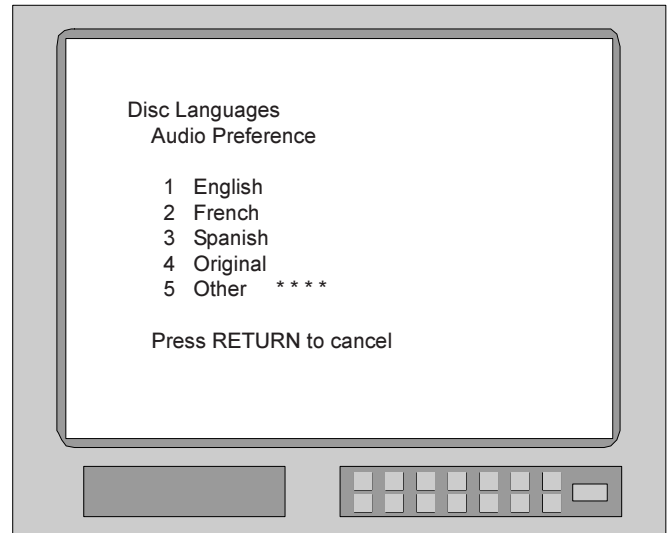 Disc Languages
Audio Preference
1 English
2 French
3 Spanish
4 Original
5 Other * * * *
Press RETURN to cancel